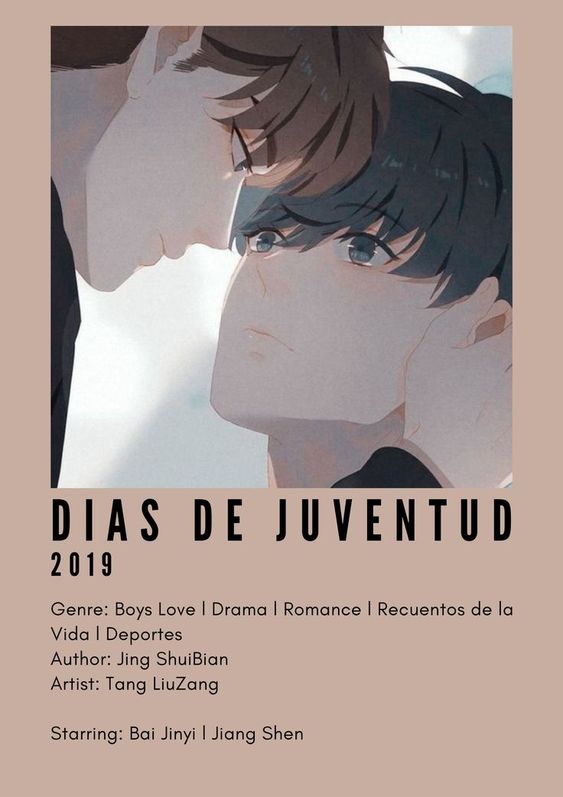 DIAS DE JUVENTUD
2019
Genre: Boys Love l Drama l Romance l Recuentos de la
Vida l Deportes
Author: Jing ShuiBian
Artist: Tang LiuZang
Starring: Bai Jinyi l Jiang Shen